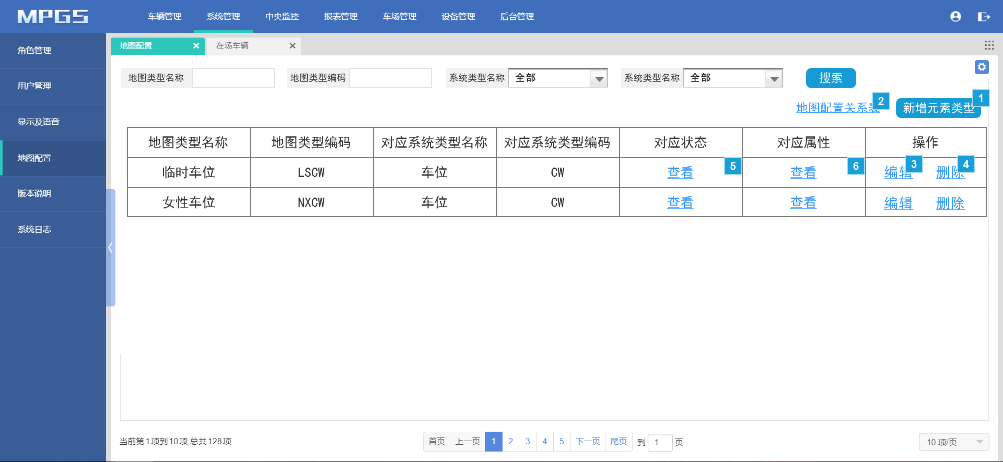 MPGS 车辆管理 系统管理 中央监控 报表管理 车场管理 设备管理 后台管理
角色管理
用户管理
显示及语音
地图配置
版本说明
系统日志
地图配置 × 在场车辆 ×
地图类型名称 地图类型编码 系统类型名称 全部 系统类型名称 全部 搜索
地图配置关系表 2 新增元素类型 1
地图类型名称 地图类型编码 对应系统类型名称 对应系统类型编码 对应状态 对应属性 操作
临时车位 LSCW 车位 CW 查看 5 查看 6 编辑 3 删除 4
女性车位 NXCW 车位 CW 查看 查看 编辑 删除
当前第1项到10项 总共128项 首页 上一页 1 2 3 4 5 下一页 尾页 到 1 页 10 项/页